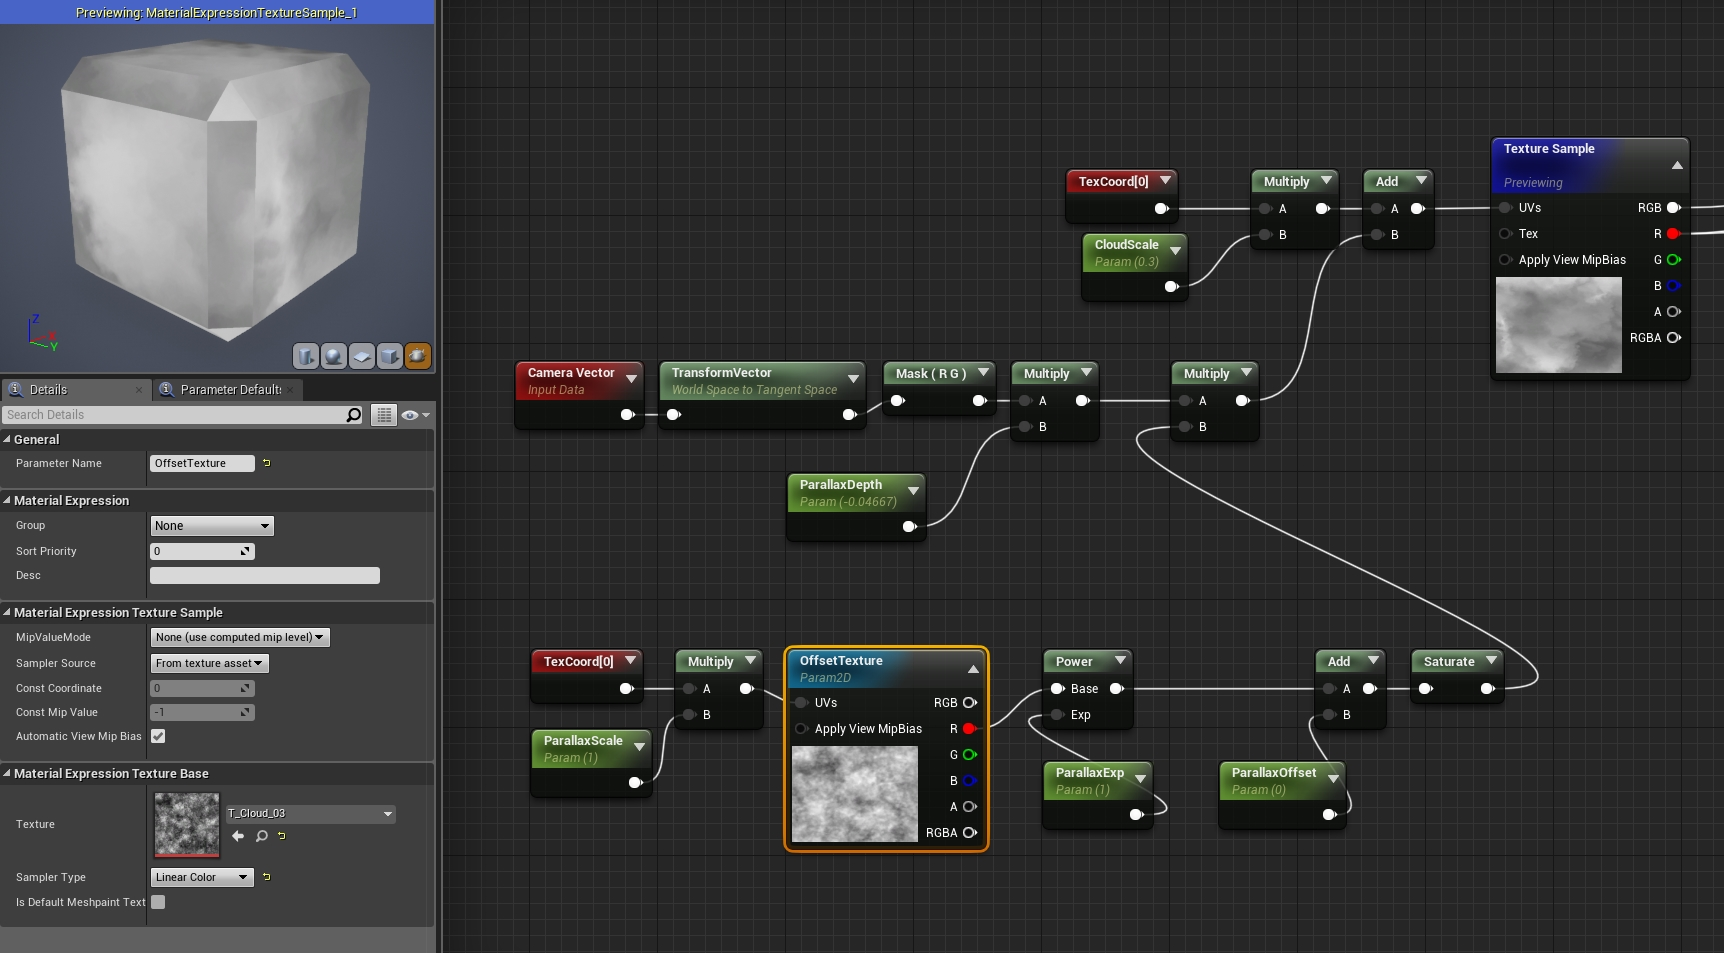 Previewing: MaterialExpressionTextureSample_1
Z
X
Y
Details
Parameter Default
Search Details
General
Parameter Name
OffsetTexture
Material Expression
Group
None
Sort Priority
0
Desc
Material Expression Texture Sample
MipValueMode
None (use computed mip level)
Sampler Source
From texture asset
Const Coordinate
0
Const Mip Value
-1
Automatic View Mip Bias
Material Expression Texture Base
Texture
T_Cloud_03
Sampler Type
Linear Color
Is Default Meshpaint Text
TexCoord[0]
CloudScale
Param (0.3)
Multiply
A
B
Add
A
B
Texture Sample
Previewing
UVs
RGB
Tex
R
Apply View MipBias
G
B
A
RGBA
Camera Vector
Input Data
TransformVector
World Space to Tangent Space
Mask ( R G )
Multiply
A
B
Multiply
A
B
ParallaxDepth
Param (-0.04667)
TexCoord[0]
ParallaxScale
Param (1)
Multiply
A
B
OffsetTexture
Param2D
UVs
RGB
Apply View MipBias
R
G
B
A
RGBA
Power
Base
Exp
ParallaxExp
Param (1)
ParallaxOffset
Param (0)
Add
A
B
Saturate